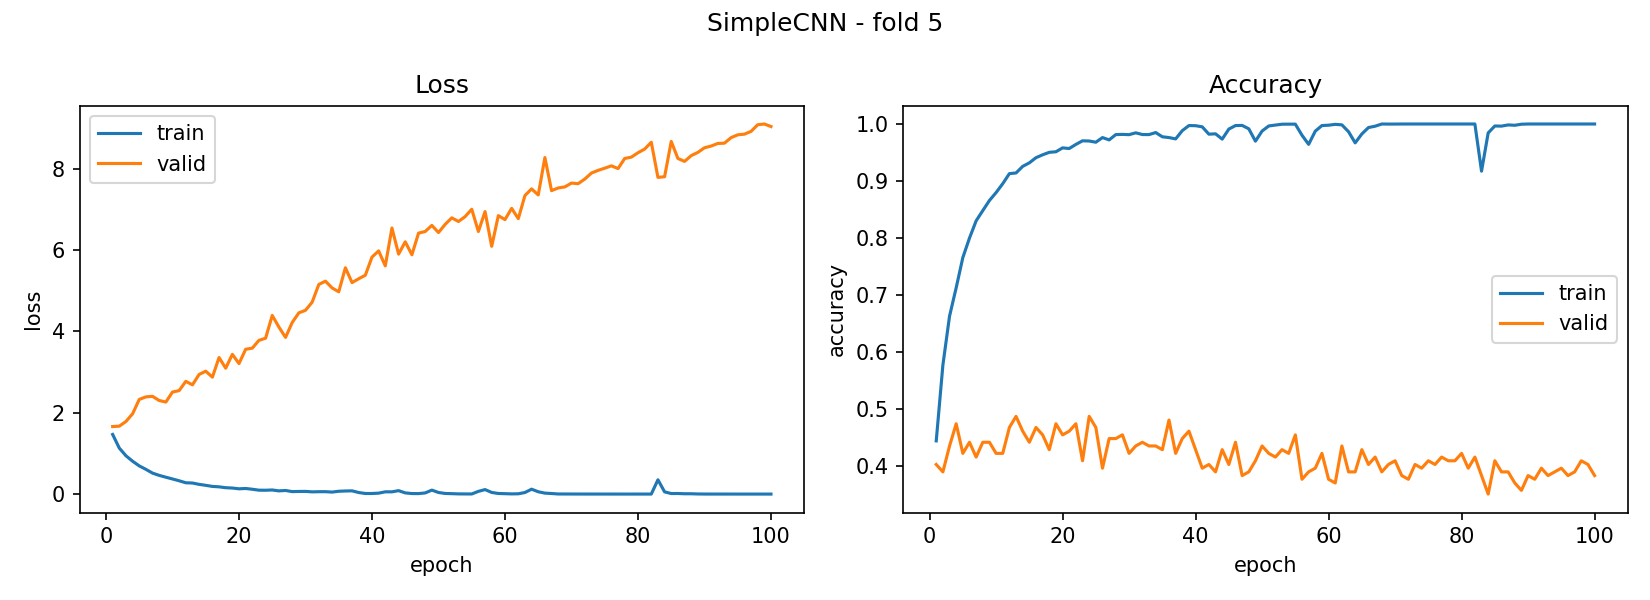 SimpleCNN - fold 5
Loss
train
valid
8
6
4
2
0
loss
0 20 40 60 80 100
epoch
Accuracy
1.0
0.9
0.8
0.7
0.6
0.5
0.4
accuracy
train
valid
0 20 40 60 80 100
epoch